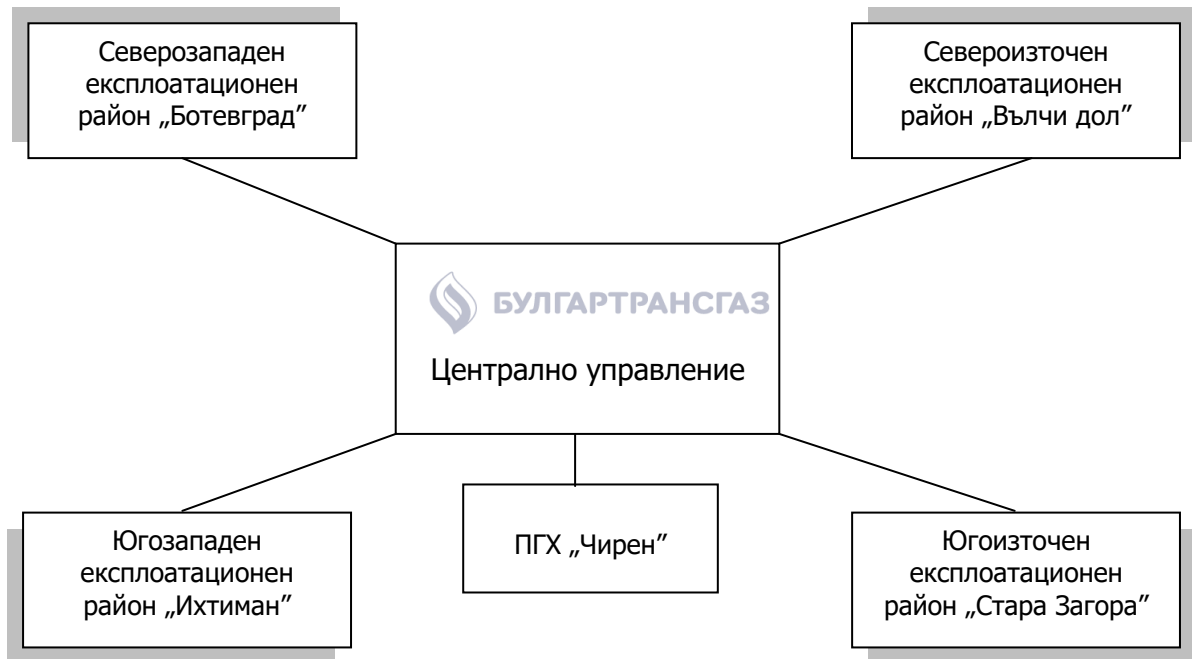 Северозападен
експлоатационен
район „Ботевград”
Североизточен
експлоатационен
район „Вълчи дол”
БУЛГАРТРАНСГАЗ
Централно управление
Югозападен
експлоатационен
район „Ихтиман”
ПГХ „Чирен”
Югоизточен
експлоатационен
район „Стара Загора”